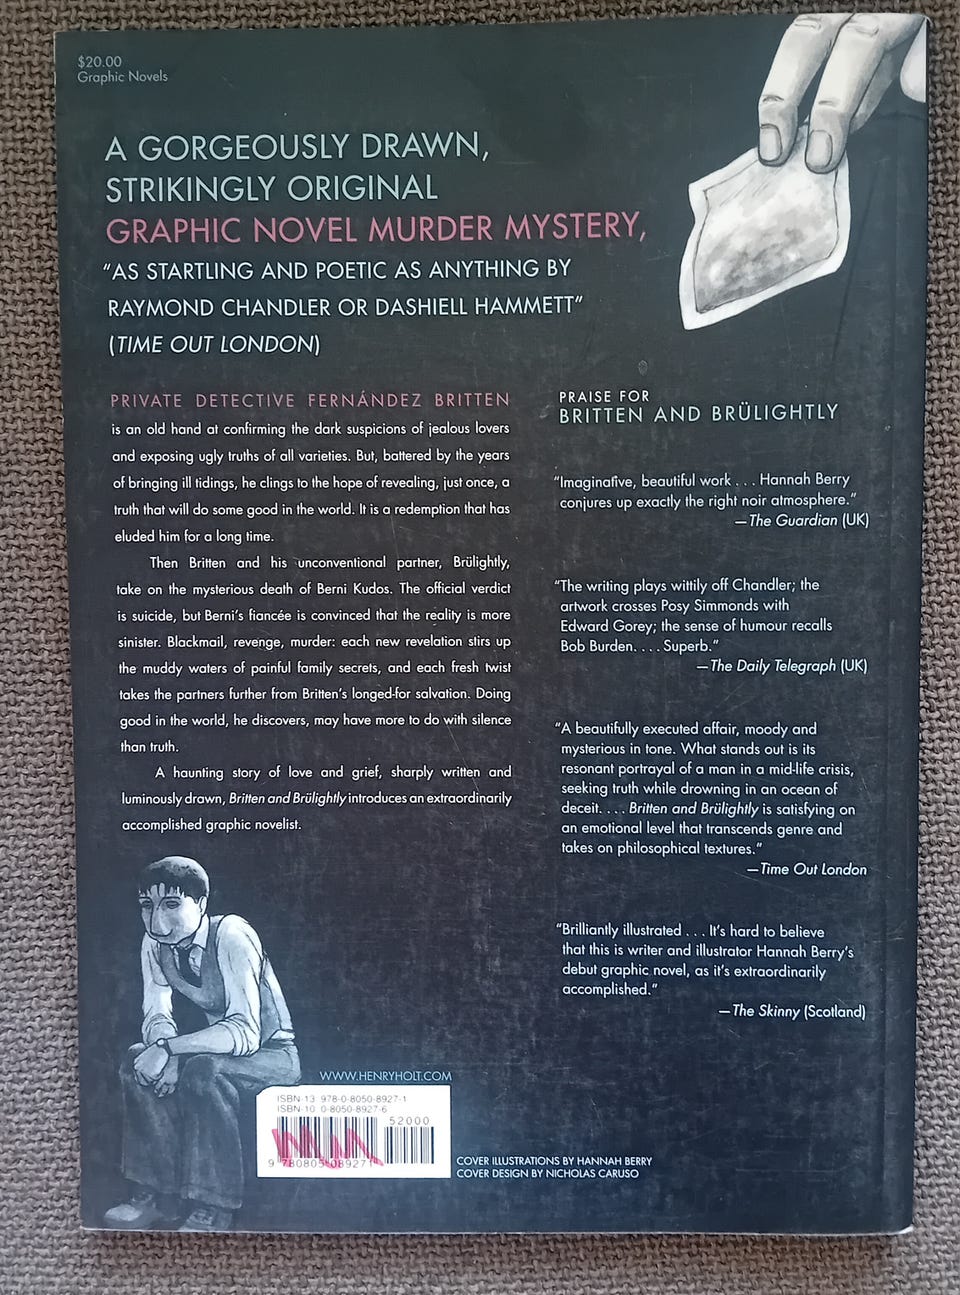 $20.00
Graphic Novels
A GORGEOUSLY DRAWN,
STRIKINGLY ORIGINAL
GRAPHIC NOVEL MURDER MYSTERY,
“AS STARTLING AND POETIC AS ANYTHING BY
RAYMOND CHANDLER OR DASHIELL HAMMETT”
(TIME OUT LONDON)
PRIVATE DETECTIVE FERNÁNDEZ BRITTEN
is an old hand at confirming the dark suspicions of jealous lovers
and exposing ugly truths of all varieties. But, battered by the years
of bringing ill tidings, he clings to the hope of revealing, just once, a
truth that will do some good in the world. It is a redemption that has
eluded him for a long time.
Then Britten and his unconventional partner, Brülightly,
take on the mysterious death of Berni Kudos. The official verdict
is suicide, but Berni’s fiancée is convinced that the reality is more
sinister. Blackmail, revenge, murder: each new revelation stirs up
the muddy waters of painful family secrets, and each fresh twist
takes the partners further from Britten’s longed-for salvation. Doing
good in the world, he discovers, may have more to do with silence
than truth.
A haunting story of love and grief, sharply written and
luminously drawn, Britten and Brülightly introduces an extraordinarily
accomplished graphic novelist.
PRAISE FOR
BRITTEN AND BRÜLIGHTLY
“Imaginative, beautiful work . . . Hannah Berry
conjures up exactly the right noir atmosphere.”
—The Guardian (UK)
“The writing plays wittily off Chandler; the
artwork crosses Posy Simmonds with
Edward Gorey; the sense of humour recalls
Bob Burden. . . . Superb.”
—The Daily Telegraph (UK)
“A beautifully executed affair, moody and
mysterious in tone. What stands out is its
resonant portrayal of a man in a mid-life crisis,
seeking truth while drowning in an ocean of
deceit. . . . Britten and Brülightly is satisfying on
an emotional level that transcends genre and
takes on philosophical textures.”
—Time Out London
“Brilliantly illustrated . . . It’s hard to believe
that this is writer and illustrator Hannah Berry’s
debut graphic novel, as it’s extraordinarily
accomplished.”
—The Skinny (Scotland)
WWW.HENRYHOLT.COM
ISBN-13 978-0-8050-8927-1
ISBN-10 0-8050-8927-6
52000
9 780805 089271
COVER ILLUSTRATIONS BY HANNAH BERRY
COVER DESIGN BY NICHOLAS CARUSO